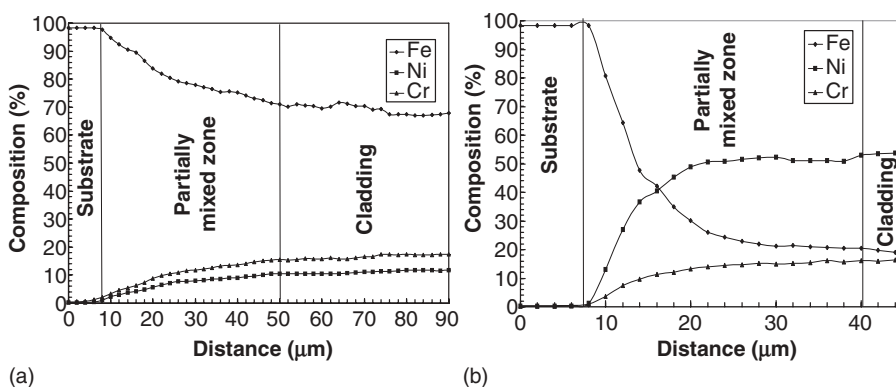 100
90
80
70
60
50
40
30
20
10
0
Composition (%)
Substrate
Partially
mixed zone
Cladding
Fe
Ni
Cr
0 10 20 30 40 50 60 70 80 90
Distance (μm)
(a)
100
90
80
70
60
50
40
30
20
10
0
Composition (%)
Substrate
Partially
mixed zone
Cladding
Fe
Ni
Cr
0 10 20 30 40
Distance (μm)
(b)